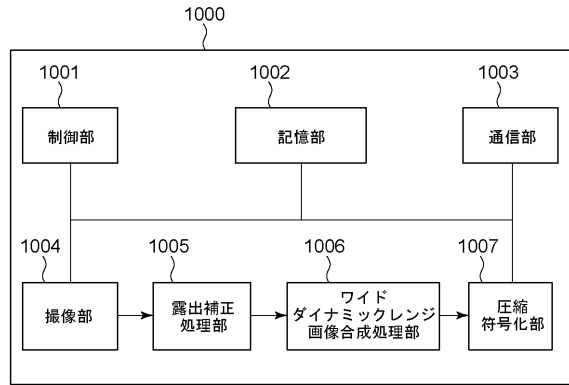 1000
1001
1002
1003
制御部
記憶部
通信部
1004
1005
1006
1007
撮像部
露出補正
処理部
ワイド
ダイナミックレンジ
画像合成処理部
圧縮
符号化部